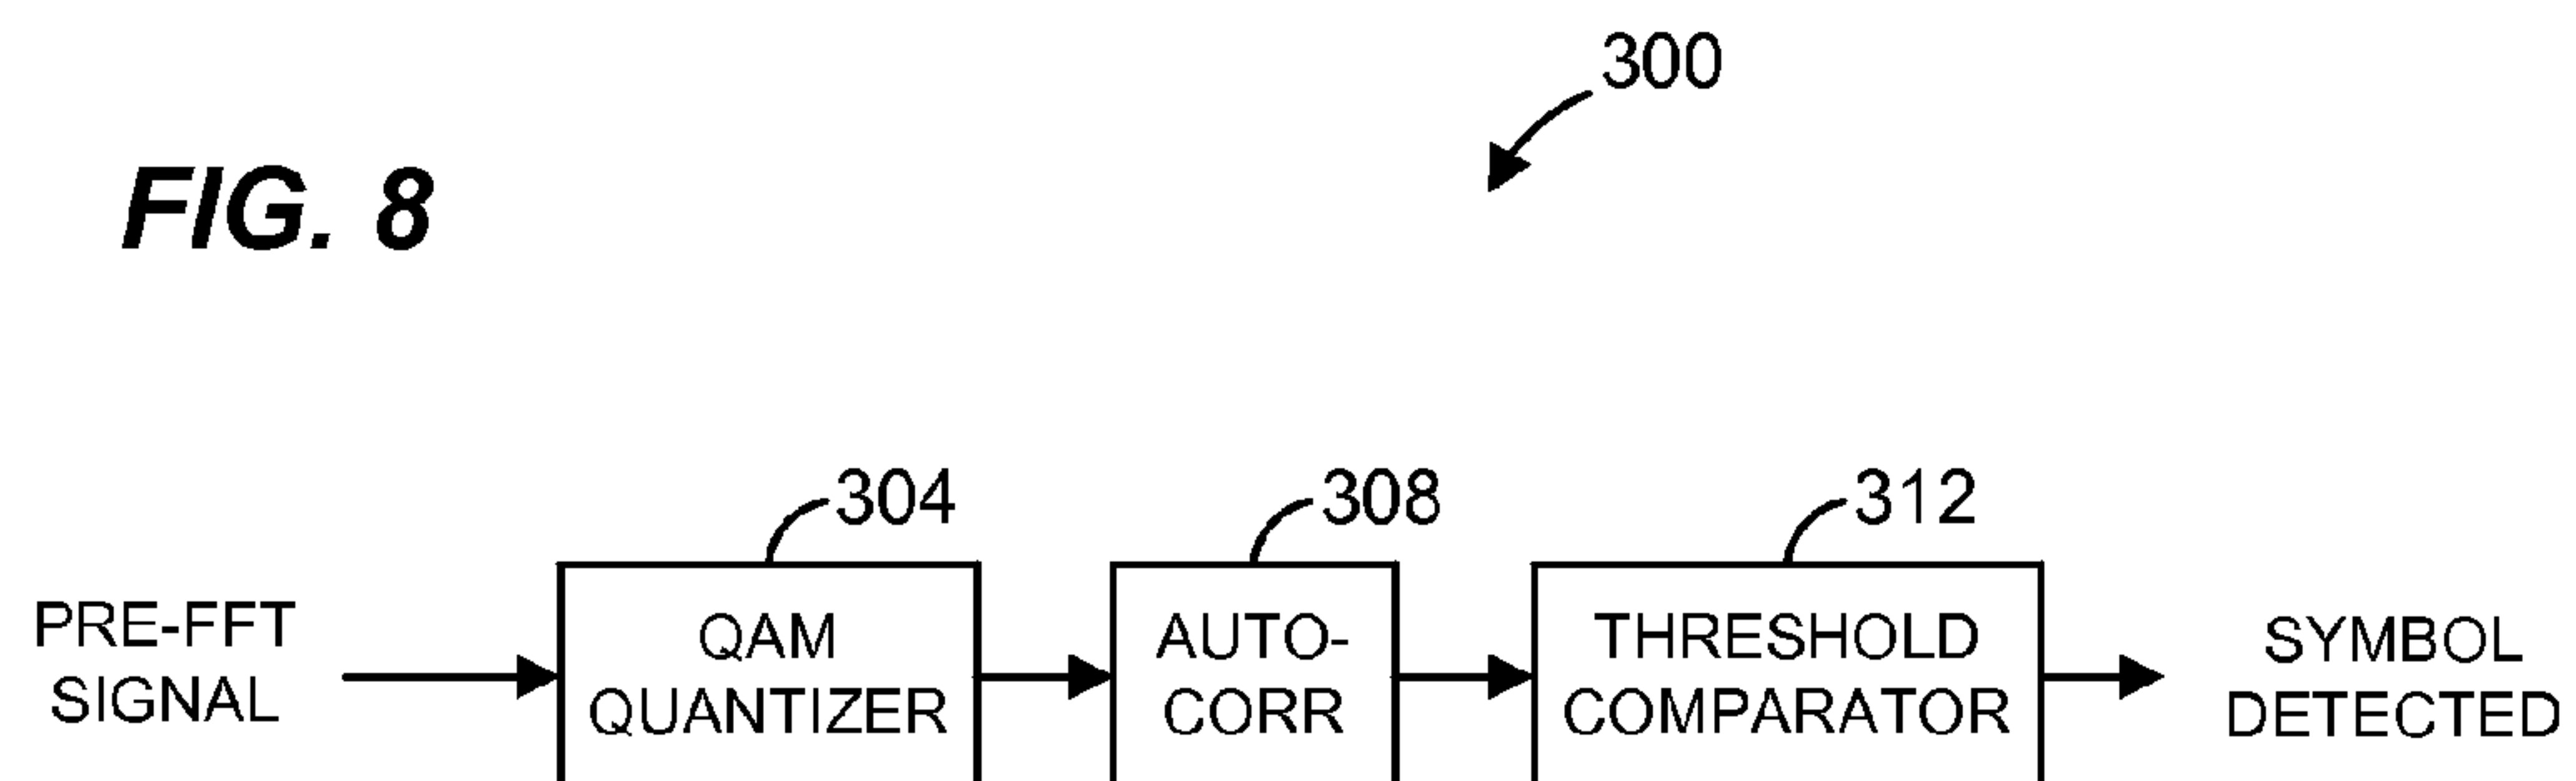 300
FIG. 8
304
308
312
PRE-FFT
SIGNAL
QAM
QUANTIZER
AUTO-
CORR
THRESHOLD
COMPARATOR
SYMBOL
DETECTED